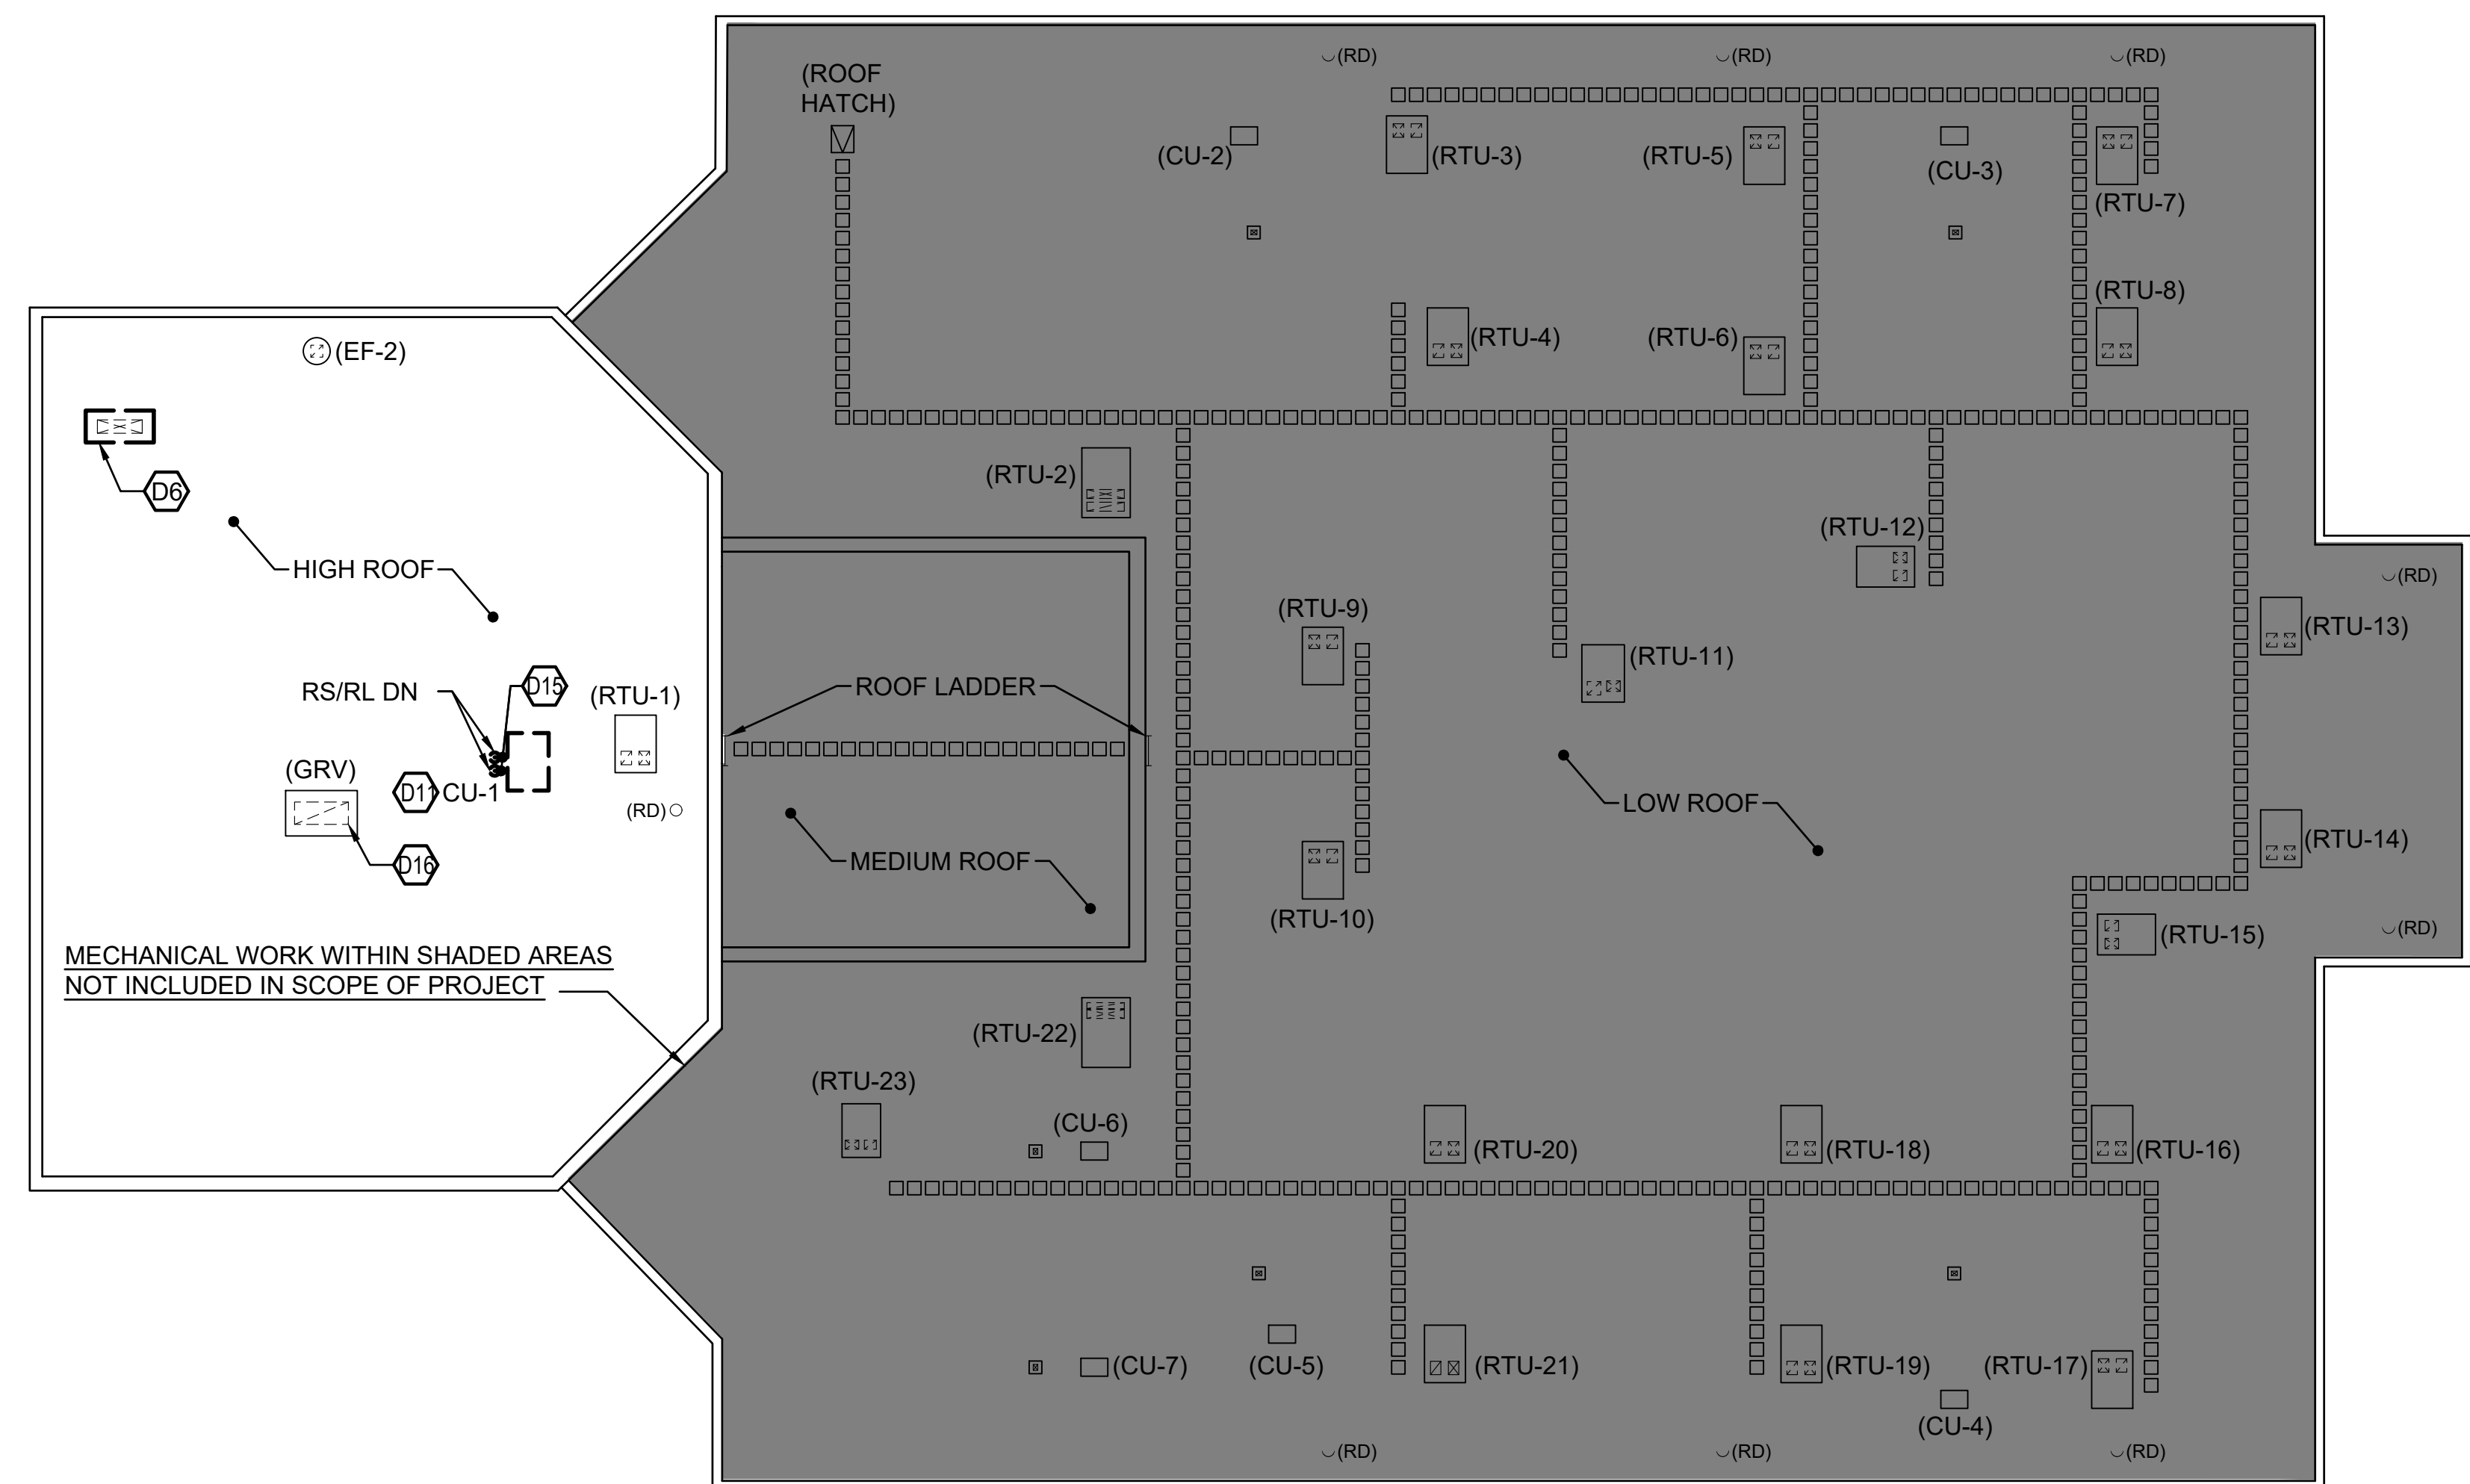 (RD)
(RD)
(RD)
(ROOF
HATCH)
(CU-2)
(RTU-3)
(RTU-5)
(CU-3)
(RTU-7)
(RTU-8)
(EF-2)
(RTU-4)
(RTU-6)
D6
(RTU-2)
(RTU-12)
HIGH ROOF
(RD)
(RTU-9)
(RTU-13)
RS/RL DN
D15
(RTU-1)
ROOF LADDER
(RTU-11)
(GRV)
D11
CU-1
(RD)
LOW ROOF
(RTU-14)
D16
MEDIUM ROOF
(RTU-10)
(RTU-15)
(RD)
MECHANICAL WORK WITHIN SHADED AREAS
NOT INCLUDED IN SCOPE OF PROJECT
(RTU-22)
(RTU-23)
(CU-6)
(RTU-20)
(RTU-18)
(RTU-16)
(CU-7)
(CU-5)
(RTU-21)
(RTU-19)
(RTU-17)
(CU-4)
(RD)
(RD)
(RD)